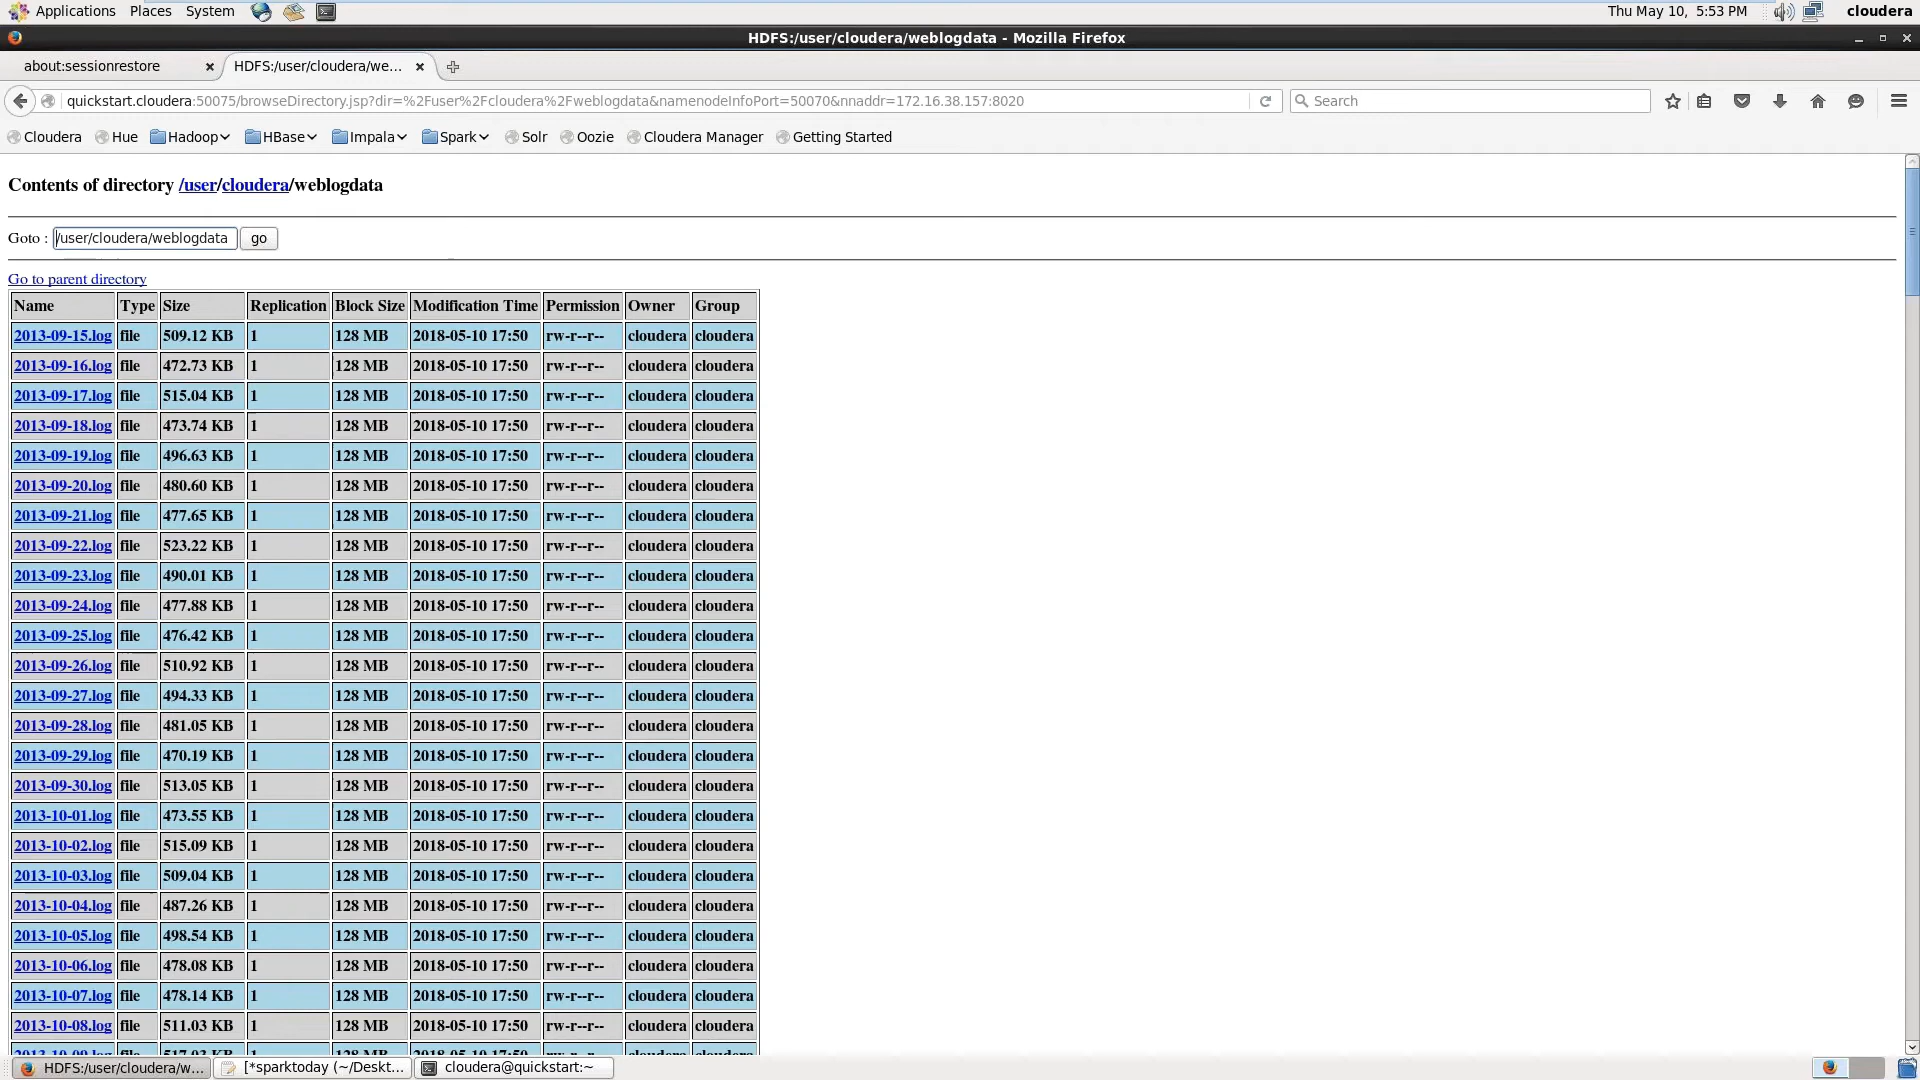 Applications Places System Thu May 10, 5:53 PM cloudera
HDFS:/user/cloudera/weblogdata - Mozilla Firefox
about:sessionrestore HDFS:/user/cloudera/we...
quickstart.cloudera:50075/browseDirectory.jsp?dir=%2Fuser%2Fcloudera%2Fweblogdata&namenodeInfoPort=50070&nnaddr=172.16.38.157:8020 Search
Cloudera Hue Hadoop HBase Impala Spark Solr Oozie Cloudera Manager Getting Started
Contents of directory /user/cloudera/weblogdata
Goto : /user/cloudera/weblogdata go
Go to parent directory
Name Type Size Replication Block Size Modification Time Permission Owner Group
2013-09-15.log file 509.12 KB 1 128 MB 2018-05-10 17:50 rw-r--r-- cloudera cloudera
2013-09-16.log file 472.73 KB 1 128 MB 2018-05-10 17:50 rw-r--r-- cloudera cloudera
2013-09-17.log file 515.04 KB 1 128 MB 2018-05-10 17:50 rw-r--r-- cloudera cloudera
2013-09-18.log file 473.74 KB 1 128 MB 2018-05-10 17:50 rw-r--r-- cloudera cloudera
2013-09-19.log file 496.63 KB 1 128 MB 2018-05-10 17:50 rw-r--r-- cloudera cloudera
2013-09-20.log file 480.60 KB 1 128 MB 2018-05-10 17:50 rw-r--r-- cloudera cloudera
2013-09-21.log file 477.65 KB 1 128 MB 2018-05-10 17:50 rw-r--r-- cloudera cloudera
2013-09-22.log file 523.22 KB 1 128 MB 2018-05-10 17:50 rw-r--r-- cloudera cloudera
2013-09-23.log file 490.01 KB 1 128 MB 2018-05-10 17:50 rw-r--r-- cloudera cloudera
2013-09-24.log file 477.88 KB 1 128 MB 2018-05-10 17:50 rw-r--r-- cloudera cloudera
2013-09-25.log file 476.42 KB 1 128 MB 2018-05-10 17:50 rw-r--r-- cloudera cloudera
2013-09-26.log file 510.92 KB 1 128 MB 2018-05-10 17:50 rw-r--r-- cloudera cloudera
2013-09-27.log file 494.33 KB 1 128 MB 2018-05-10 17:50 rw-r--r-- cloudera cloudera
2013-09-28.log file 481.05 KB 1 128 MB 2018-05-10 17:50 rw-r--r-- cloudera cloudera
2013-09-29.log file 470.19 KB 1 128 MB 2018-05-10 17:50 rw-r--r-- cloudera cloudera
2013-09-30.log file 513.05 KB 1 128 MB 2018-05-10 17:50 rw-r--r-- cloudera cloudera
2013-10-01.log file 473.55 KB 1 128 MB 2018-05-10 17:50 rw-r--r-- cloudera cloudera
2013-10-02.log file 515.09 KB 1 128 MB 2018-05-10 17:50 rw-r--r-- cloudera cloudera
2013-10-03.log file 509.04 KB 1 128 MB 2018-05-10 17:50 rw-r--r-- cloudera cloudera
2013-10-04.log file 487.26 KB 1 128 MB 2018-05-10 17:50 rw-r--r-- cloudera cloudera
2013-10-05.log file 498.54 KB 1 128 MB 2018-05-10 17:50 rw-r--r-- cloudera cloudera
2013-10-06.log file 478.08 KB 1 128 MB 2018-05-10 17:50 rw-r--r-- cloudera cloudera
2013-10-07.log file 478.14 KB 1 128 MB 2018-05-10 17:50 rw-r--r-- cloudera cloudera
2013-10-08.log file 511.03 KB 1 128 MB 2018-05-10 17:50 rw-r--r-- cloudera cloudera
HDFS:/user/cloudera/w... [*sparktoday (~/Deskt... cloudera@quickstart:~